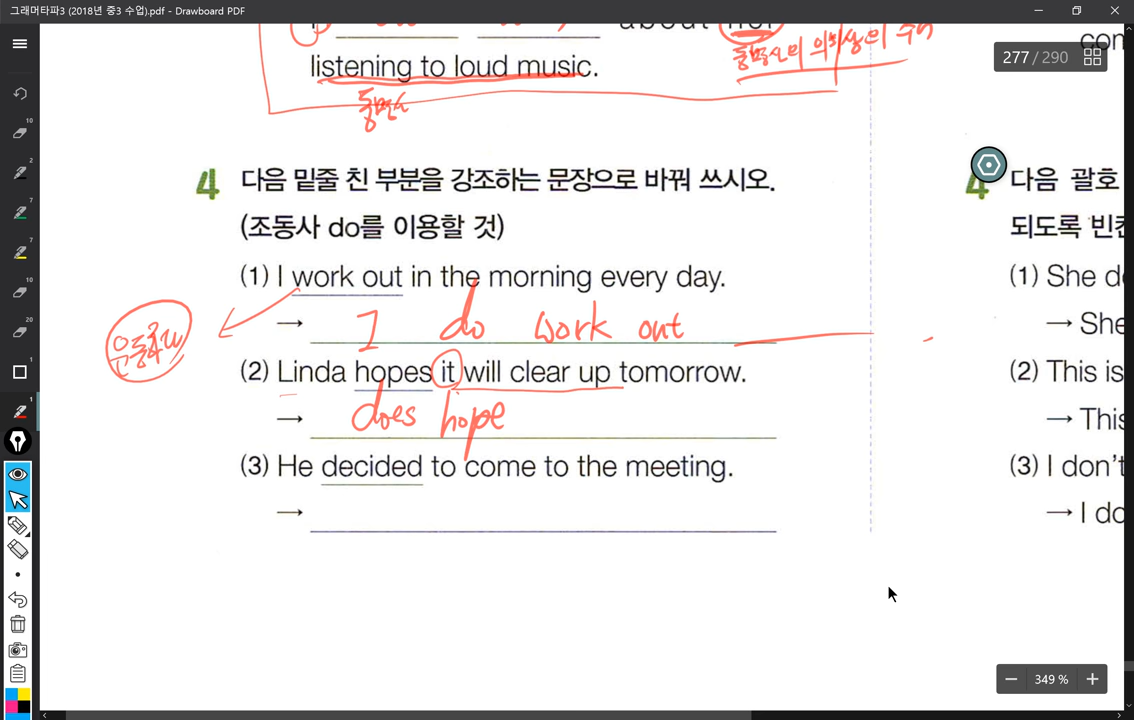 그래머타파3 (2018년 중3 수업).pdf - Drawboard PDF
277 / 290
about
listening to loud music.
동명사의 의미상의 주어
동명사
4 다음 밑줄 친 부분을 강조하는 문장으로 바꿔 쓰시오.
(조동사 do를 이용할 것)
(1) I work out in the morning every day.
→ I do work out
운동하다
(2) Linda hopes it will clear up tomorrow.
→ does hope
(3) He decided to come to the meeting.
→
com
4 다음 괄호
되도록 빈칸
(1) She d
→ She
(2) This is
→ This
(3) I don't
→ I do
349 %